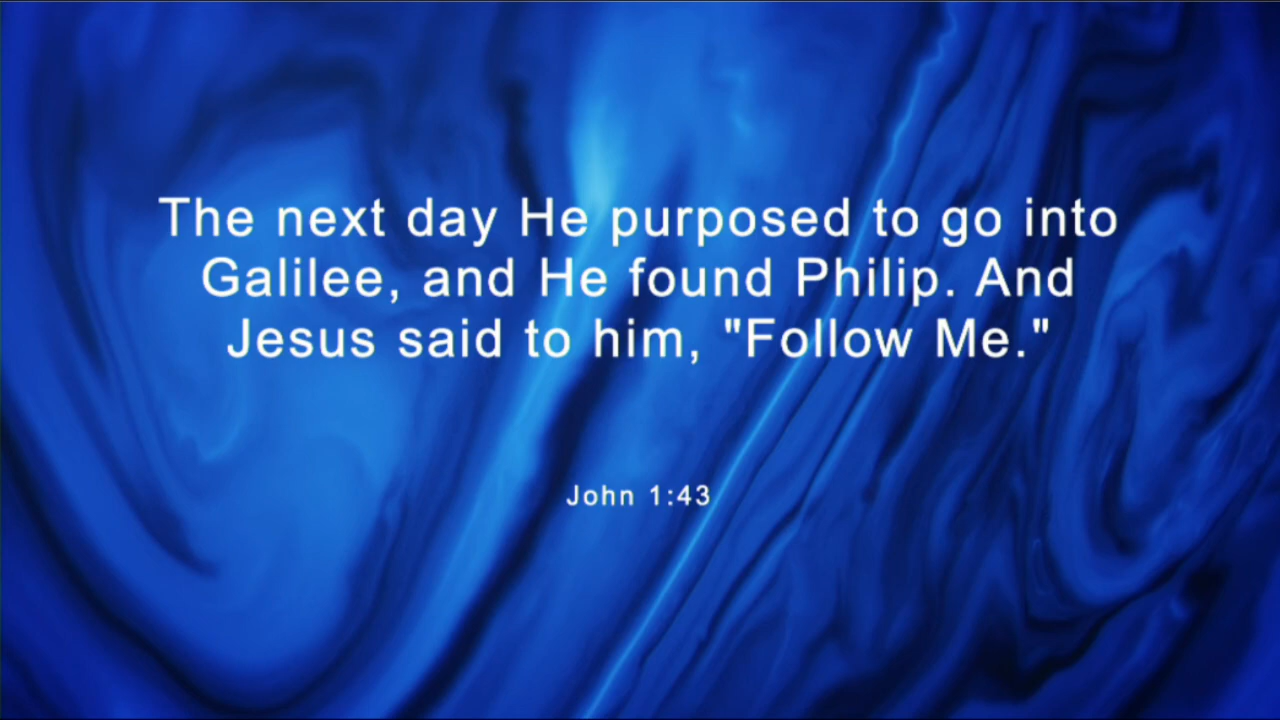 The next day He purposed to go into
Galilee, and He found Philip. And
Jesus said to him, "Follow Me."
John 1:43